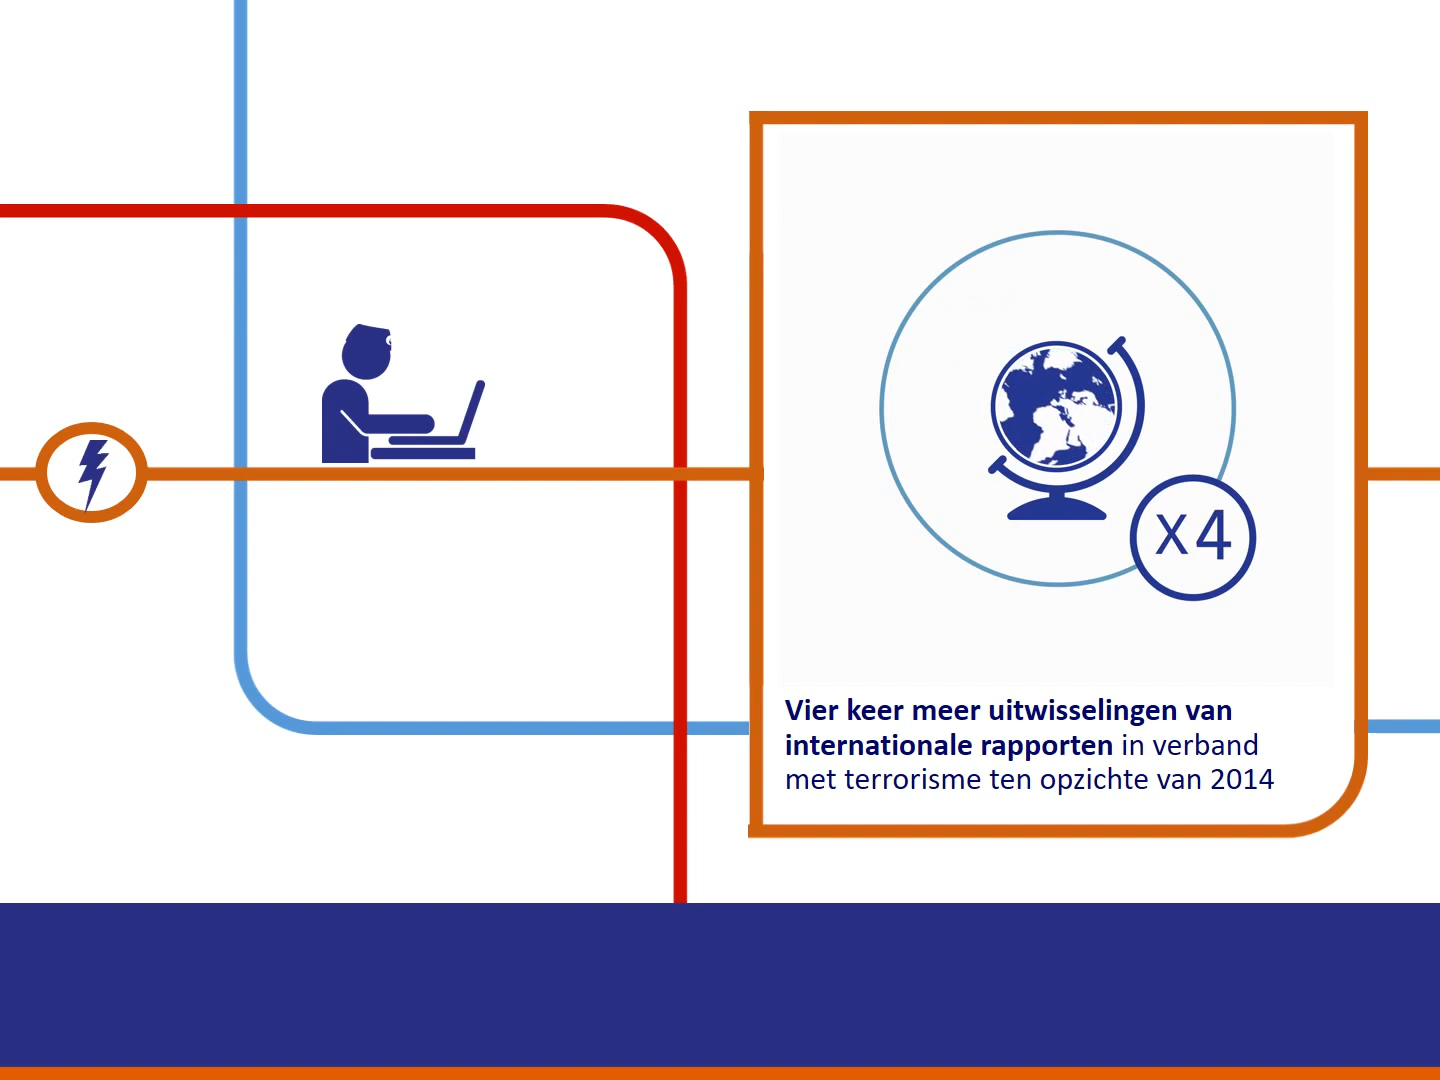 X4
Vier keer meer uitwisselingen van
internationale rapporten in verband
met terrorisme ten opzichte van 2014